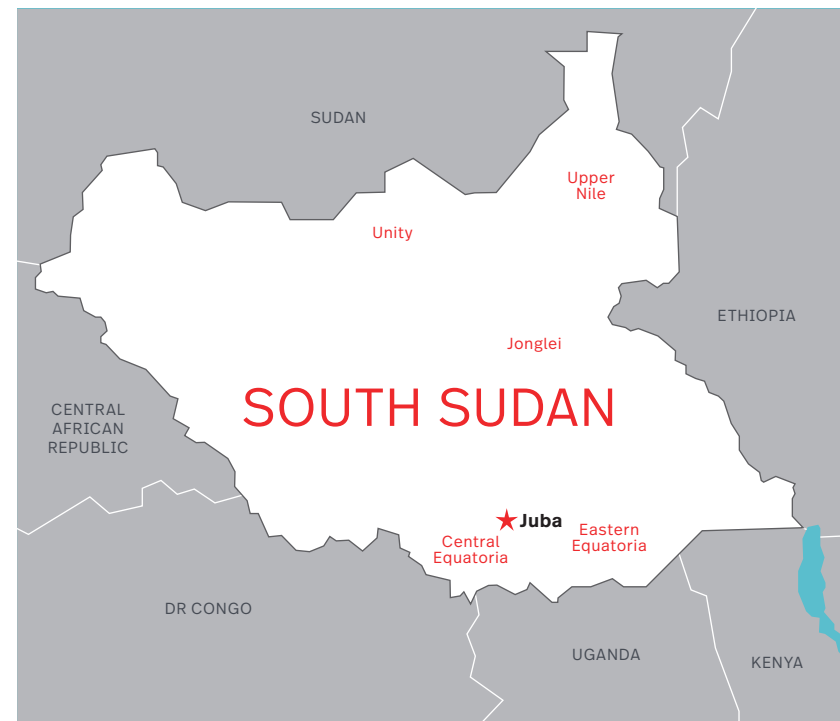 SUDAN
Upper
Nile
Unity
ETHIOPIA
Jonglei
SOUTH SUDAN
CENTRAL
AFRICAN
REPUBLIC
Juba
Central
Equatoria
Eastern
Equatoria
DR CONGO
UGANDA
KENYA